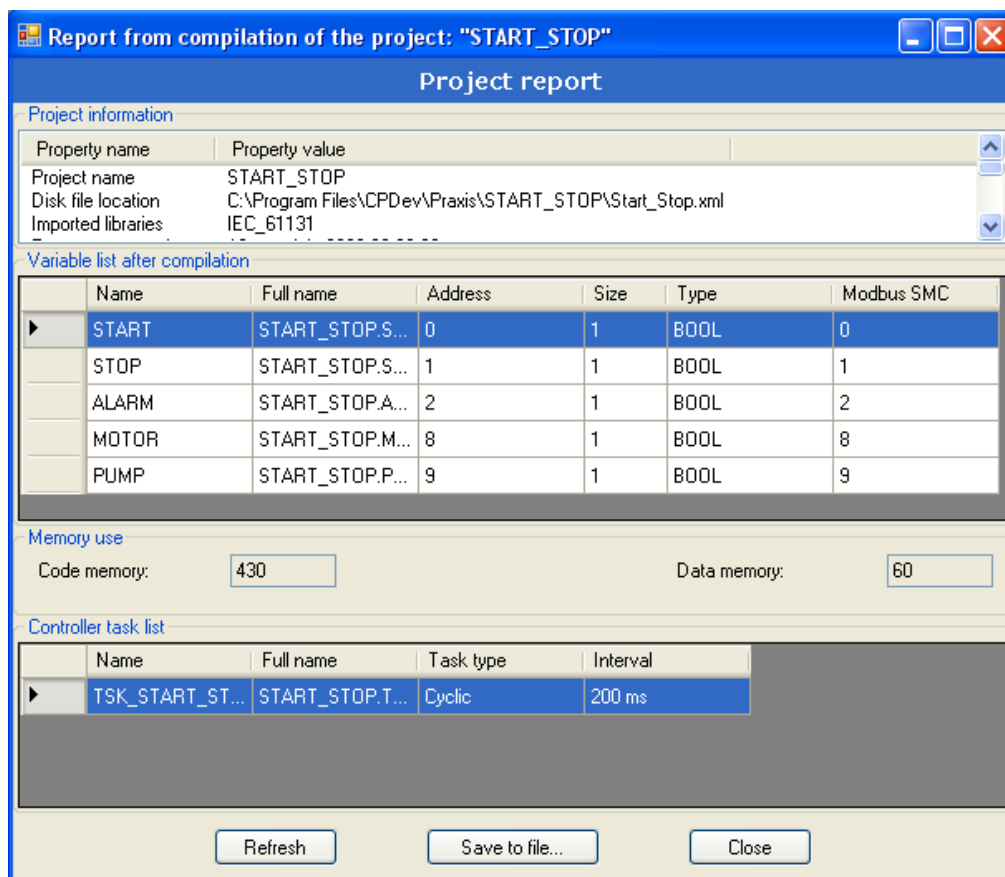 Report from compilation of the project: "START_STOP"
Project report
Project information
Property name Property value
Project name START_STOP
Disk file location C:\Program Files\CPDev\Praxis\START_STOP\Start_Stop.xml
Imported libraries IEC_61131
Variable list after compilation
Name Full name Address Size Type Modbus SMC
START START_STOP.S... 0 1 BOOL 0
STOP START_STOP.S... 1 1 BOOL 1
ALARM START_STOP.A... 2 1 BOOL 2
MOTOR START_STOP.M... 8 1 BOOL 8
PUMP START_STOP.P... 9 1 BOOL 9
Memory use
Code memory: 430 Data memory: 60
Controller task list
Name Full name Task type Interval
TSK_START_ST... START_STOP.T... Cyclic 200 ms
Refresh Save to file... Close